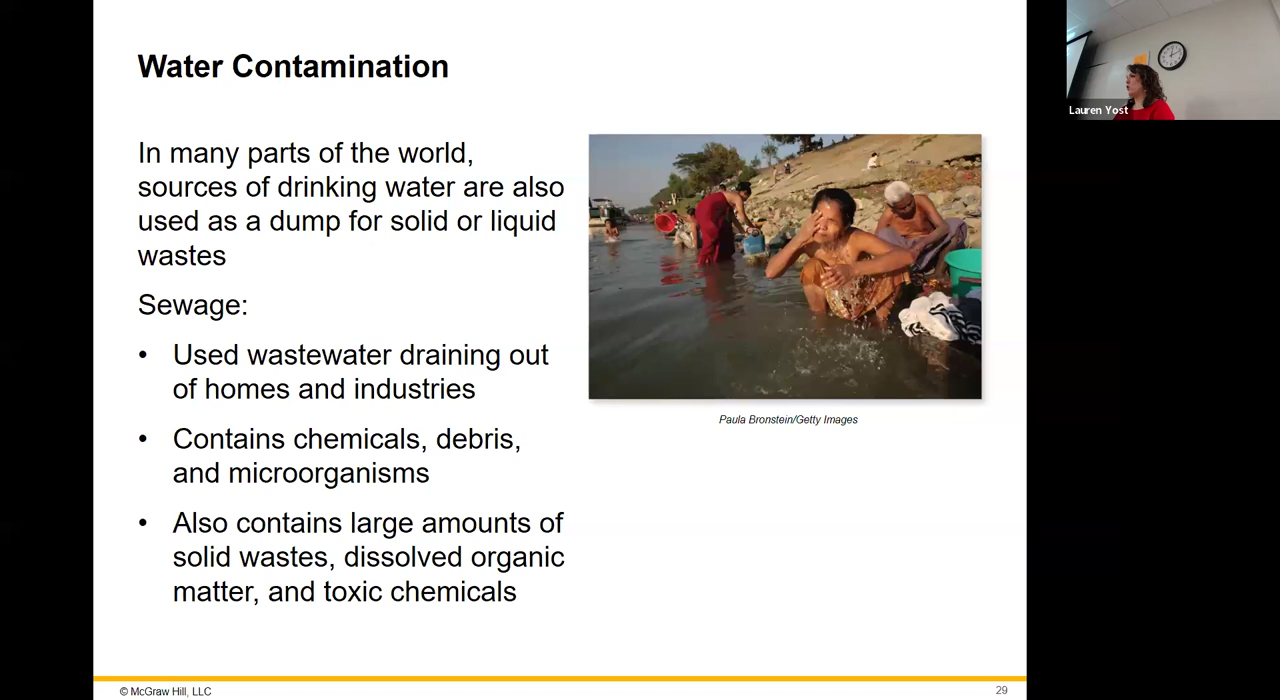 Water Contamination
In many parts of the world,
sources of drinking water are also
used as a dump for solid or liquid
wastes
Sewage:
• Used wastewater draining out
of homes and industries
• Contains chemicals, debris,
and microorganisms
• Also contains large amounts of
solid wastes, dissolved organic
matter, and toxic chemicals
Paula Bronstein/Getty Images
Lauren Yost
© McGraw Hill, LLC
29